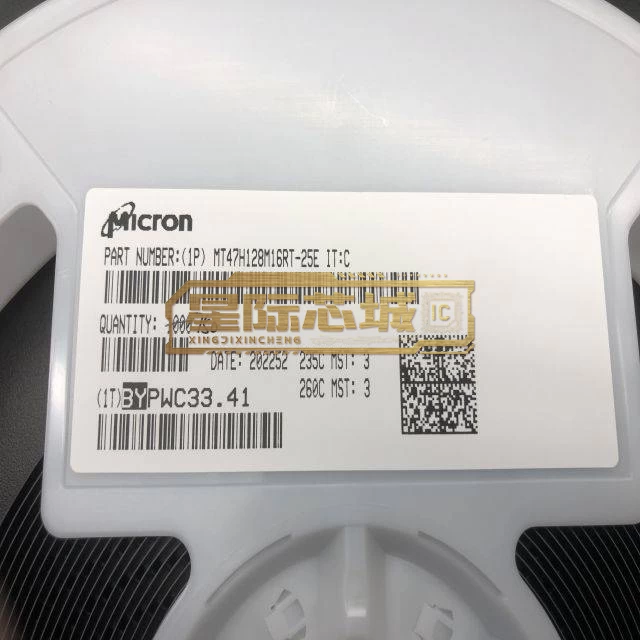 Micron
PART NUMBER:(1P) MT47H128M16RT-25E IT:C
星际芯城 IC
XINGJIXINCHENG
QUANTITY:
DATE: 202252 235C MST: 3
260C MST: 3
(1T)BYPWC33.41